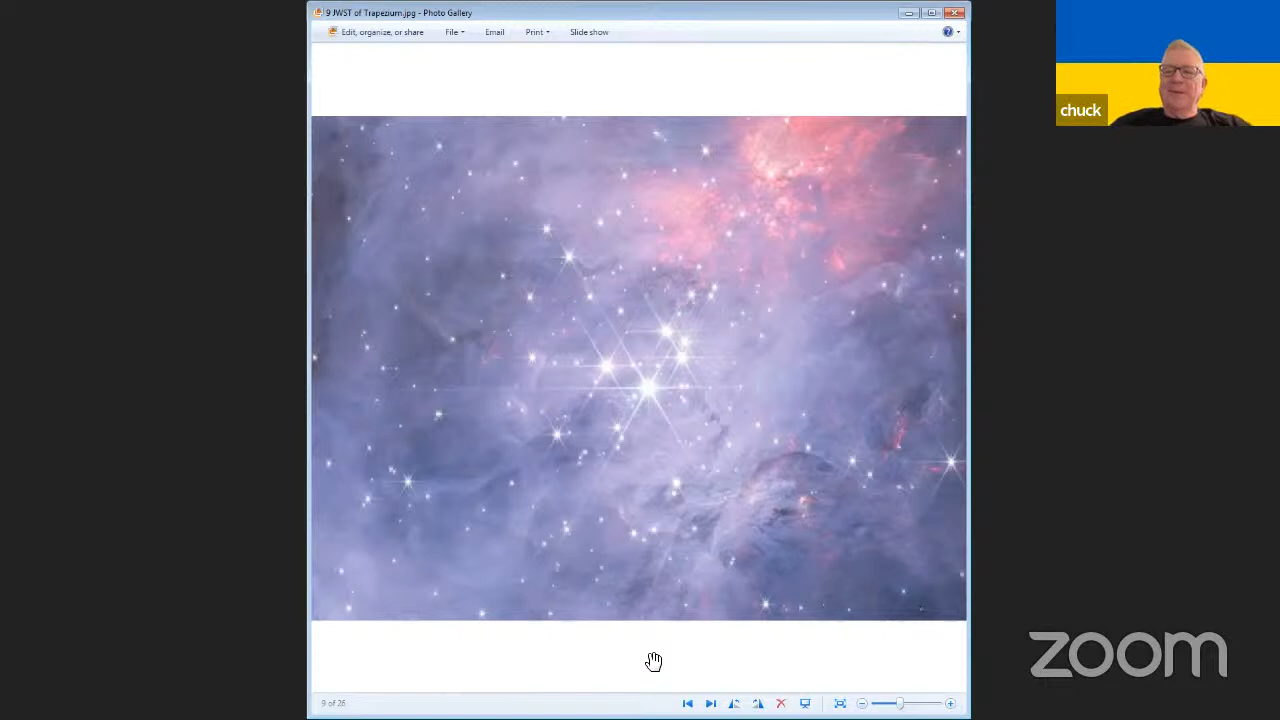 9 JWST of Trapezium.jpg - Photo Gallery
Edit, organize, or share File Email Print Slide show
chuck
zoom
9 of 26